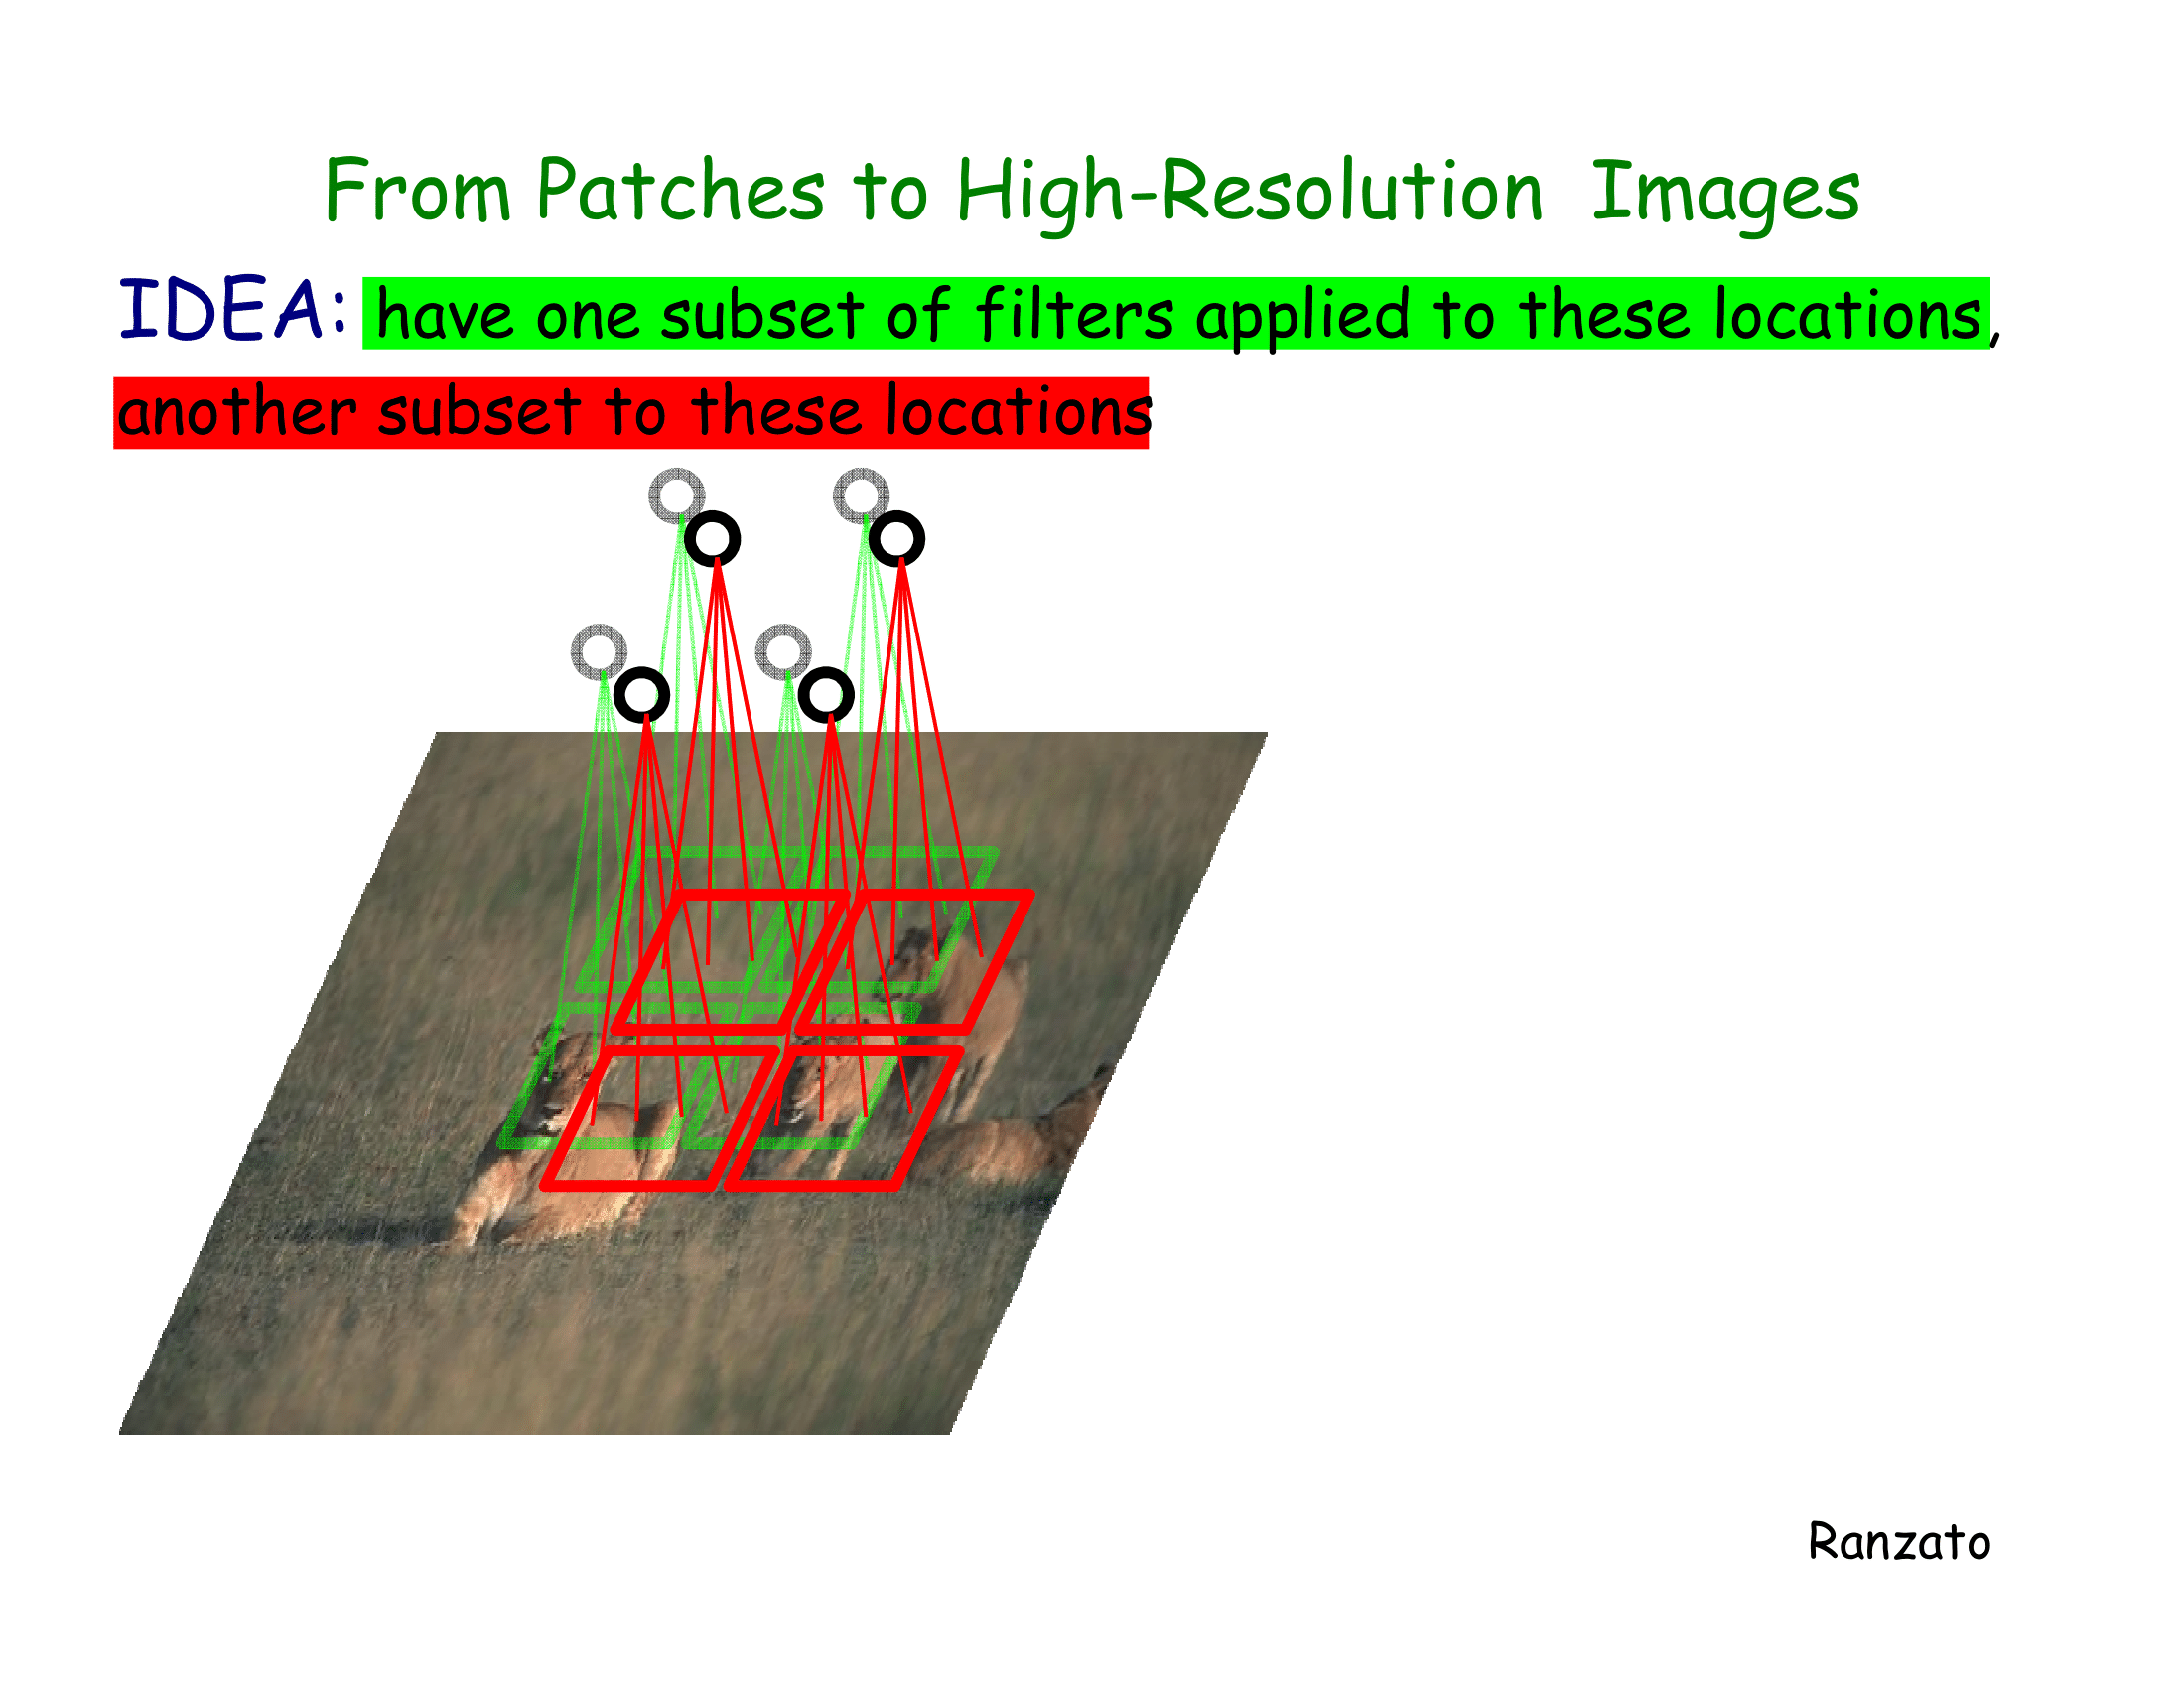 From Patches to High-Resolution Images
IDEA: have one subset of filters applied to these locations,
another subset to these locations
Ranzato